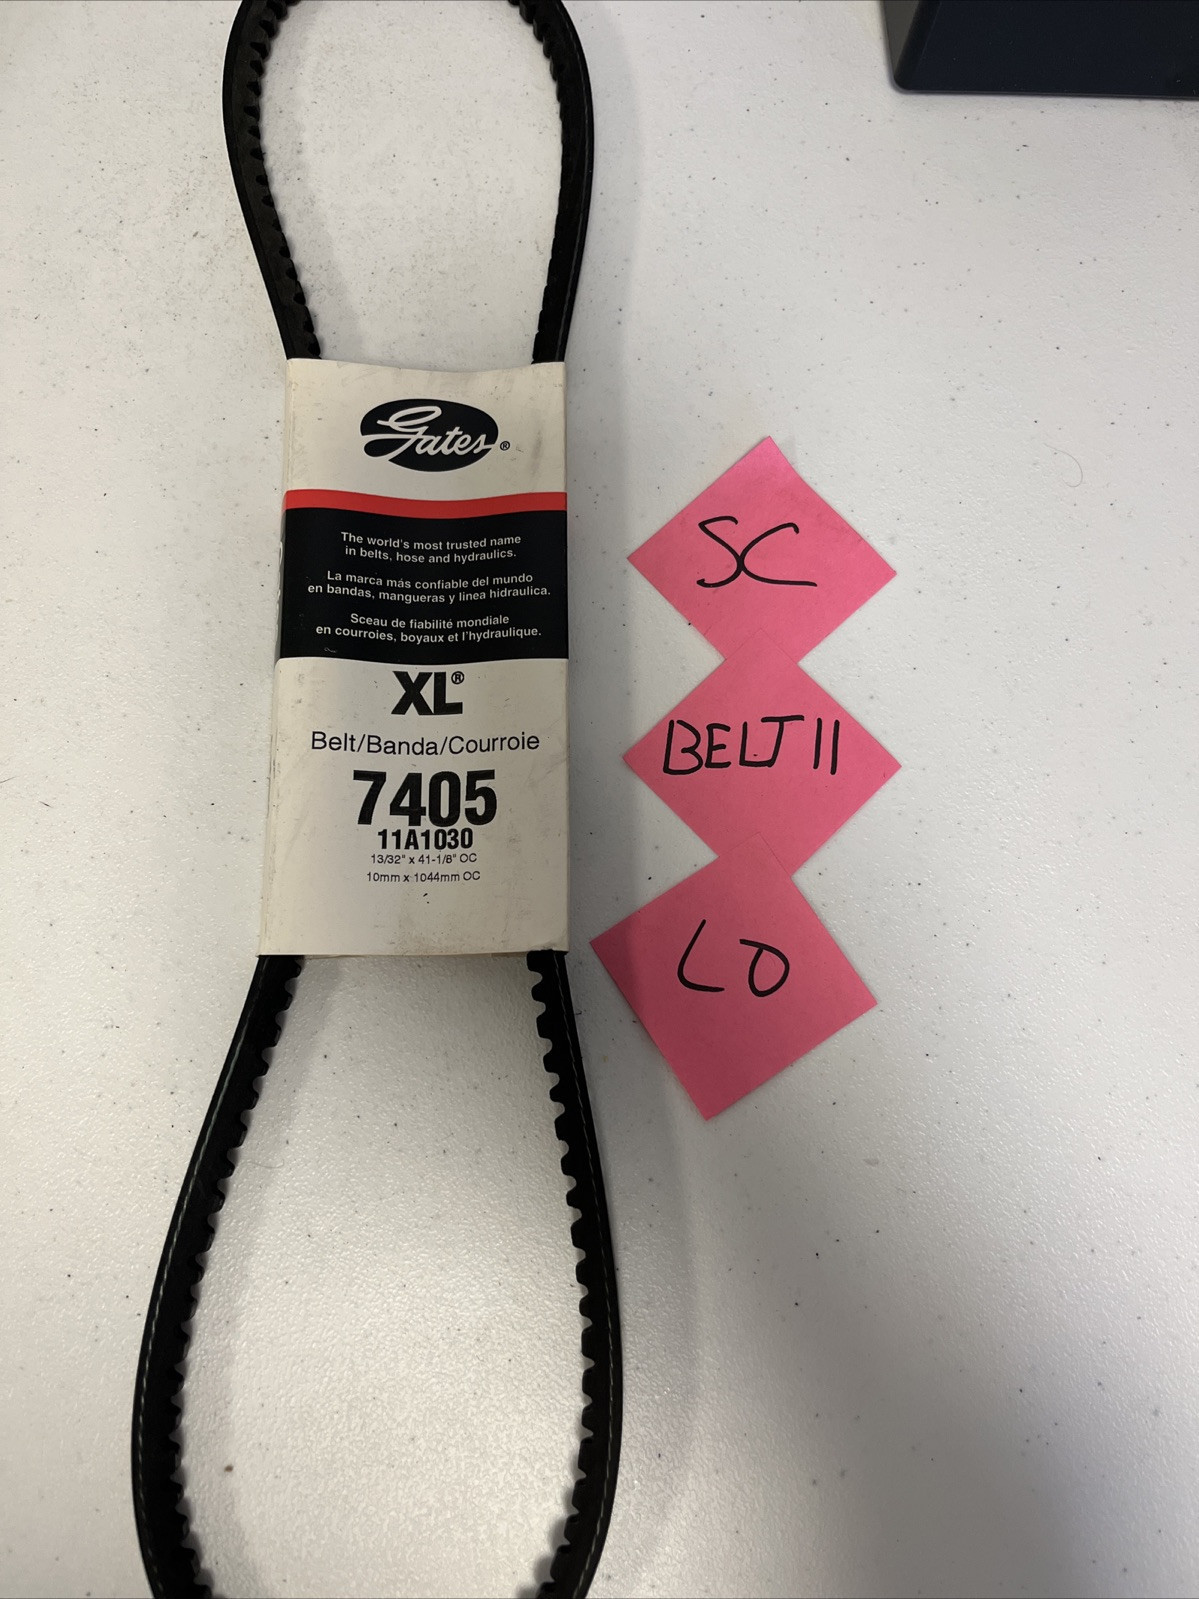 Gates®
The world's most trusted name
in belts, hose and hydraulics.
La marca más confiable del mundo
en bandas, mangueras y linea hidraulica.
Sceau de fiabilité mondiale
en courroies, boyaux et l'hydraulique.
XL®
Belt/Banda/Courroie
7405
11A1030
13/32" x 41-1/8" OC
10mm x 1044mm OC
SC
BELT 11
LO